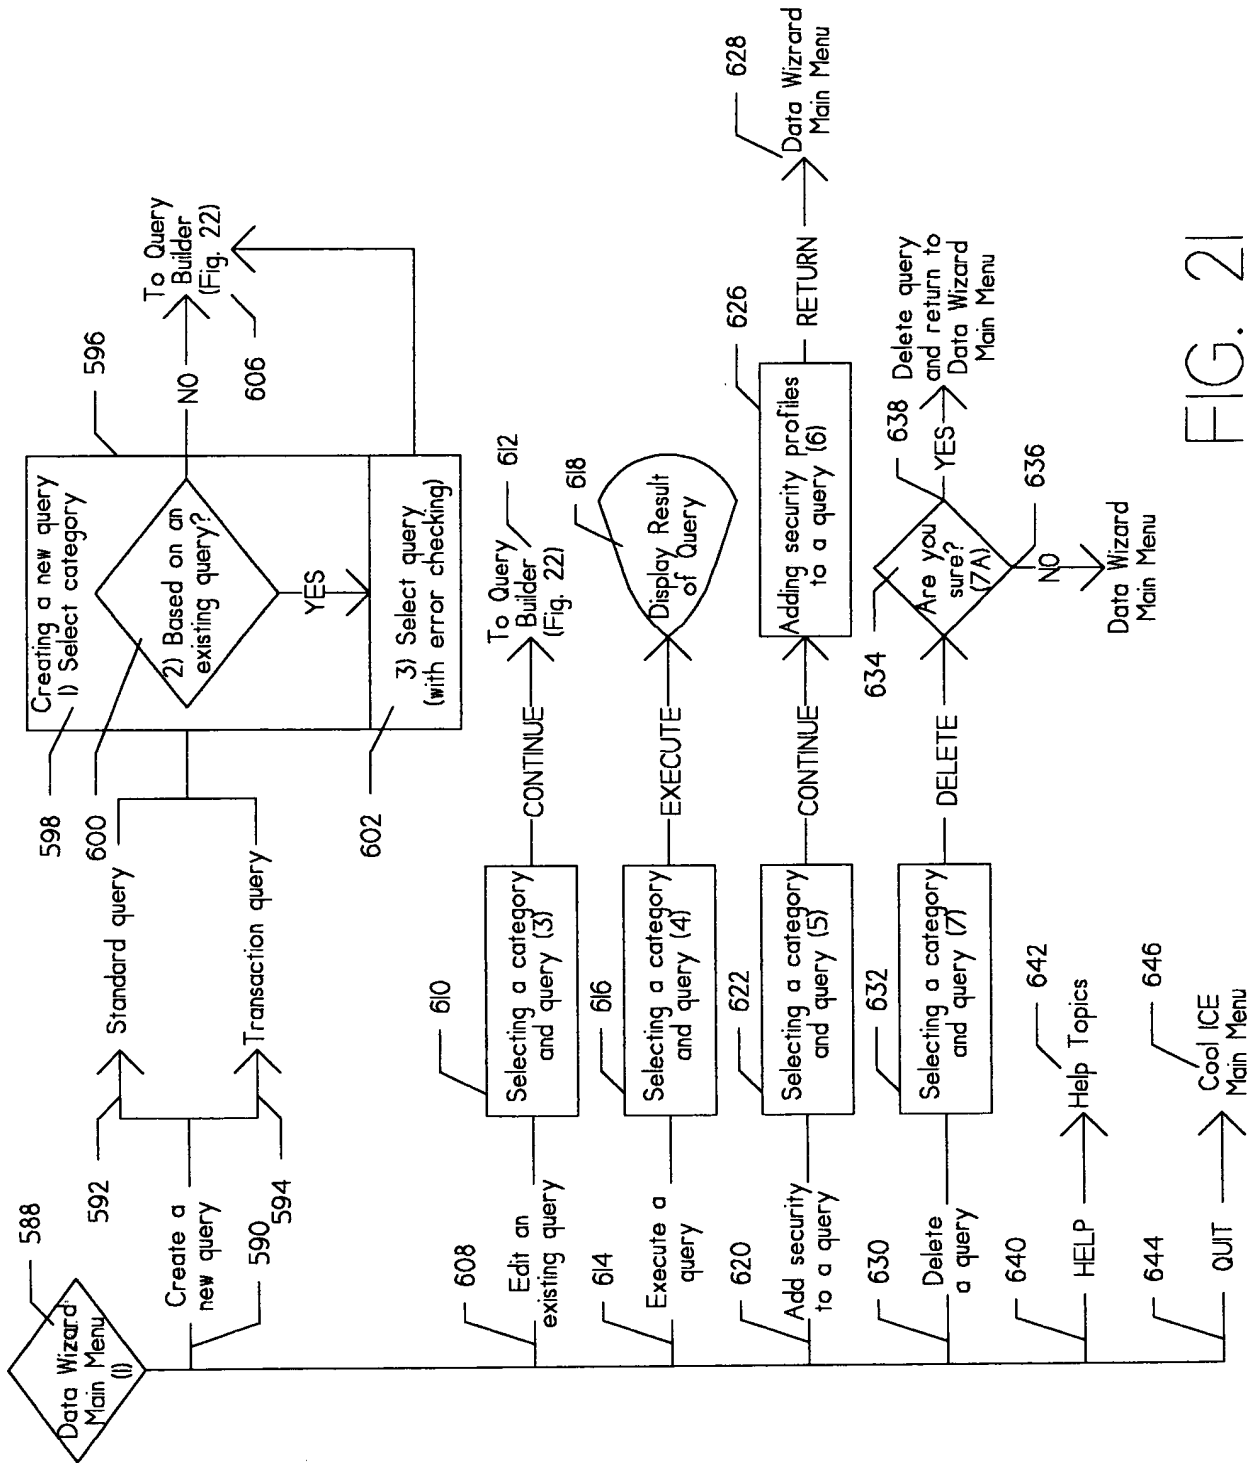 588
Data Wizard
Main Menu
(1)
Create a
new query
590
592
594
Standard query
Transaction query
598
600
602
Creating a new query
1) Select category
2) Based on an
existing query?
YES
3) Select query
(with error checking)
596
NO
To Query
Builder
(Fig. 22)
606
608
Edit an
existing query
610
Selecting a category
and query (3)
CONTINUE
To Query
Builder
(Fig. 22)
612
614
Execute a
query
616
Selecting a category
and query (4)
EXECUTE
618
Display Result
of Query
620
Add security
to a query
622
Selecting a category
and query (5)
CONTINUE
626
Adding security profiles
to a query (6)
RETURN
628
Data Wizrard
Main Menu
630
Delete
a query
632
Selecting a category
and query (7)
DELETE
634
Are you
sure?
(7A)
638
YES
Delete query
and return to
Data Wizard
Main Menu
636
NO
Data Wizard
Main Menu
640
HELP
642
Help Topics
644
QUIT
646
Cool ICE
Main Menu
FIG. 21